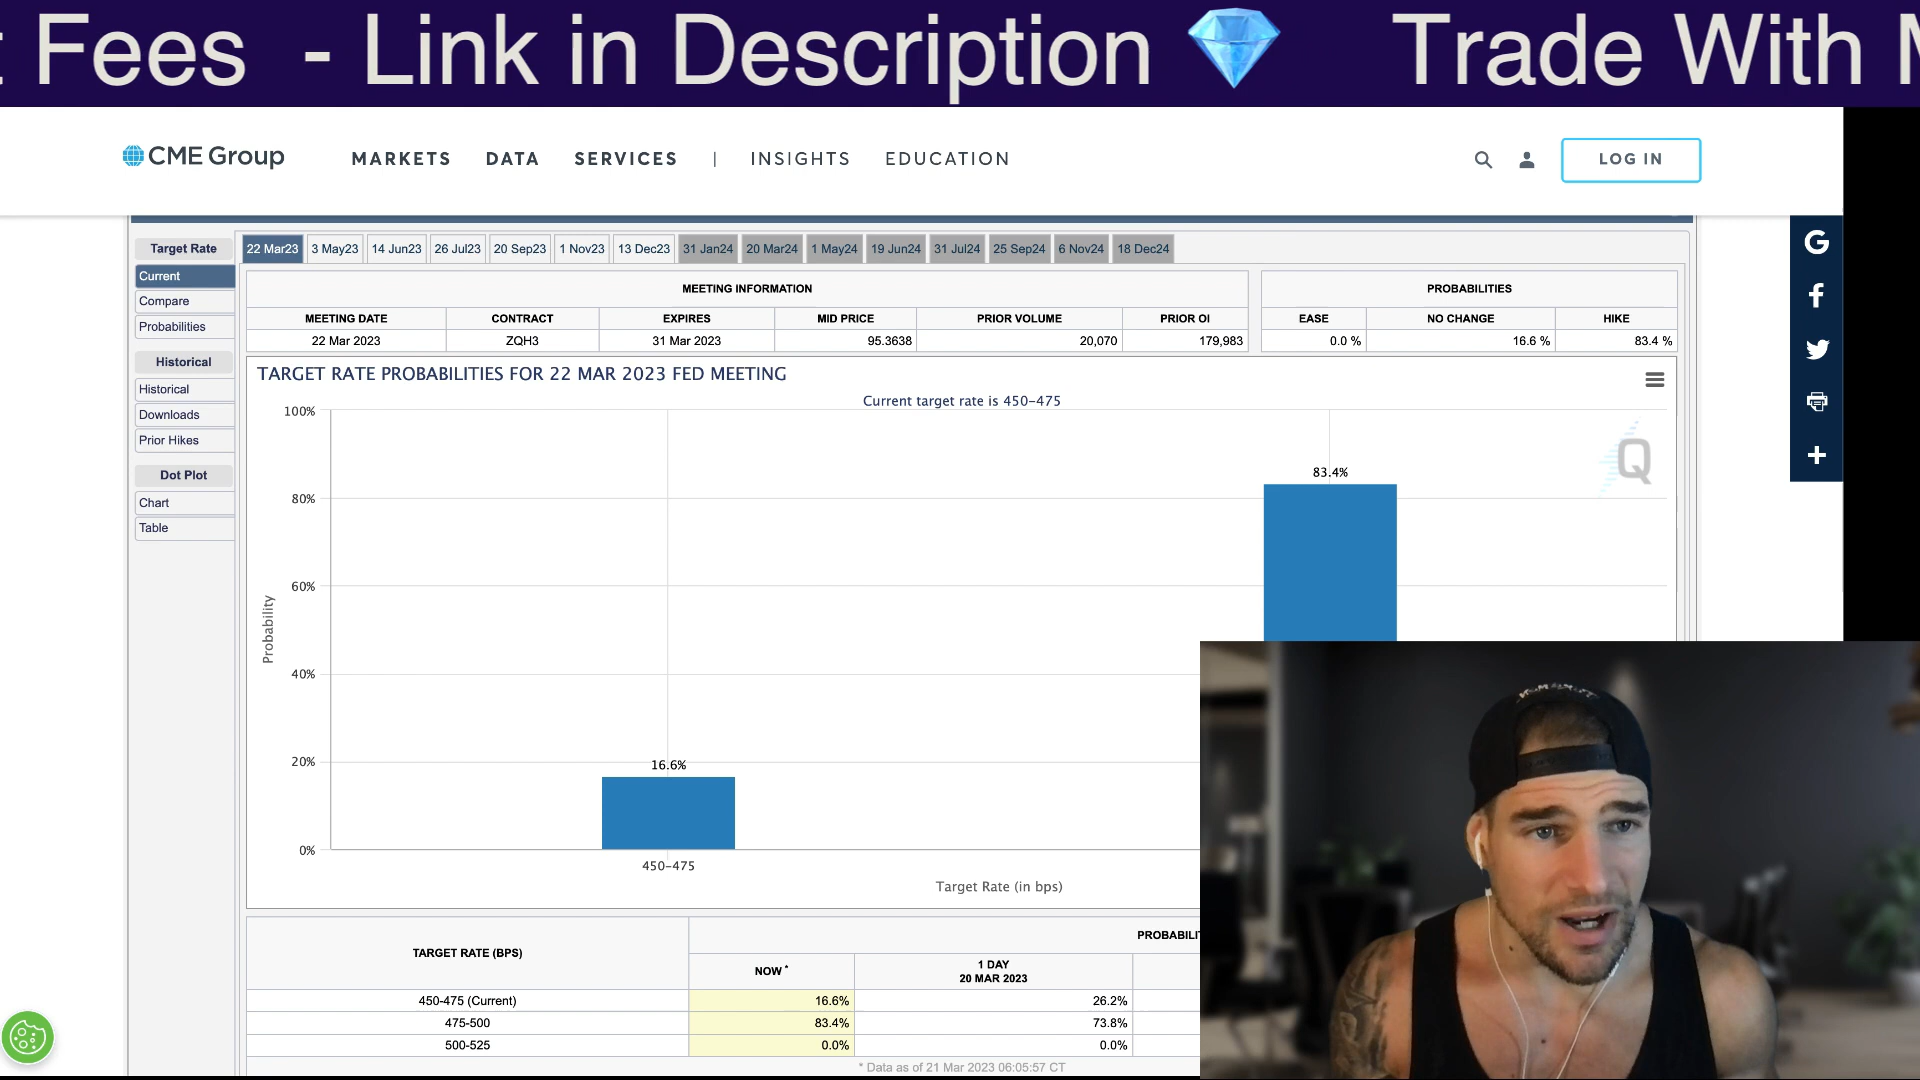 Fees - Link in Description 💎 Trade With
CME Group
MARKETS DATA SERVICES | INSIGHTS EDUCATION
LOG IN
Target Rate
Current
Compare
Probabilities
Historical
Historical
Downloads
Prior Hikes
Dot Plot
Chart
Table
22 Mar23 3 May23 14 Jun23 26 Jul23 20 Sep23 1 Nov23 13 Dec23 31 Jan24 20 Mar24 1 May24 19 Jun24 31 Jul24 25 Sep24 6 Nov24 18 Dec24
MEETING INFORMATION
MEETING DATE CONTRACT EXPIRES MID PRICE PRIOR VOLUME PRIOR OI
22 Mar 2023 ZQH3 31 Mar 2023 95.3638 20,070 179,983
PROBABILITIES
EASE NO CHANGE HIKE
0.0 % 16.6 % 83.4 %
TARGET RATE PROBABILITIES FOR 22 MAR 2023 FED MEETING
Current target rate is 450–475
Q
Probability
100%
80%
60%
40%
20%
0%
16.6%
83.4%
450–475
Target Rate (in bps)
TARGET RATE (BPS)
PROBABILI
NOW * 1 DAY
20 MAR 2023
450-475 (Current) 16.6% 26.2%
475-500 83.4% 73.8%
500-525 0.0% 0.0%
* Data as of 21 Mar 2023 06:05:57 CT